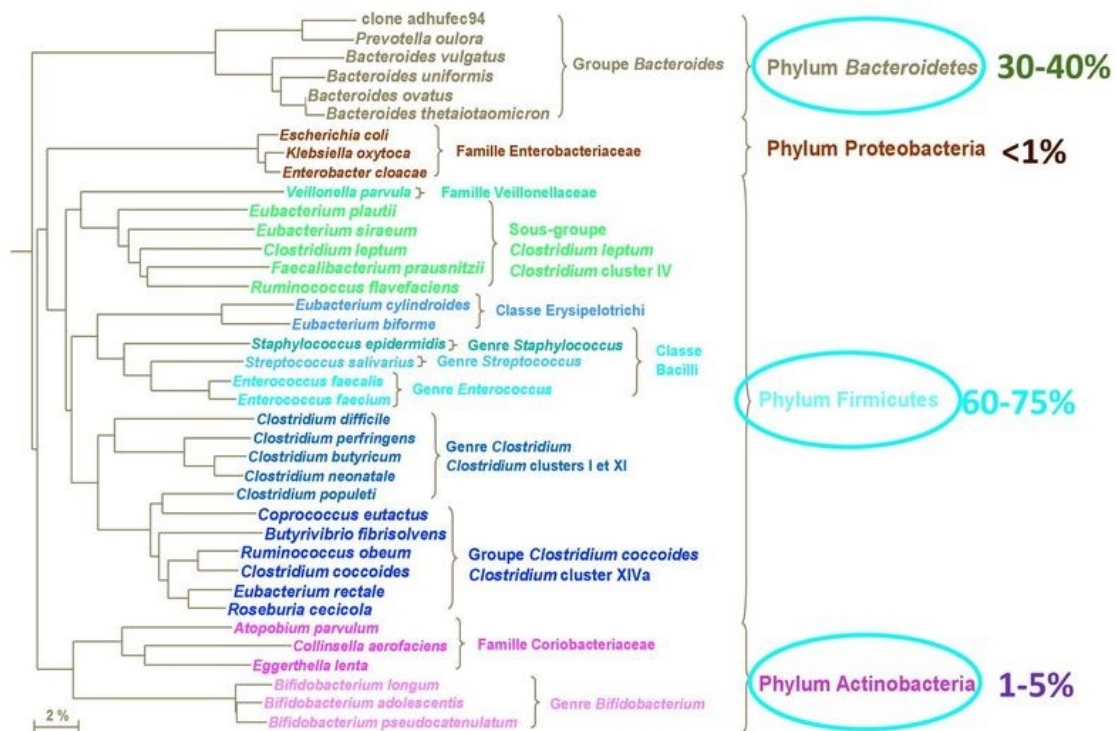 clone adhufec94
Prevotella oulora
Bacteroides vulgatus
Bacteroides uniformis
Bacteroides ovatus
Bacteroides thetaiotaomicron
Groupe Bacteroides
Phylum Bacteroidetes 30-40%
Escherichia coli
Klebsiella oxytoca
Enterobacter cloacae
Famille Enterobacteriaceae
Phylum Proteobacteria <1%
Veillonella parvula
Famille Veillonellaceae
Eubacterium plautii
Eubacterium siraeum
Clostridium leptum
Faecalibacterium prausnitzii
Ruminococcus flavefaciens
Sous-groupe
Clostridium leptum
Clostridium cluster IV
Eubacterium cylindroides
Eubacterium biforme
Classe Erysipelotrichi
Staphylococcus epidermidis
Genre Staphylococcus
Streptococcus salivarius
Genre Streptococcus
Enterococcus faecalis
Enterococcus faecium
Genre Enterococcus
Classe
Bacilli
Phylum Firmicutes 60-75%
Clostridium difficile
Clostridium perfringens
Clostridium butyricum
Clostridium neonatale
Clostridium populeti
Genre Clostridium
Clostridium clusters I et XI
Coprococcus eutactus
Butyrivibrio fibrisolvens
Ruminococcus obeum
Clostridium coccoides
Eubacterium rectale
Roseburia cecicola
Groupe Clostridium coccoides
Clostridium cluster XIVa
Atopobium parvulum
Collinsella aerofaciens
Eggerthella lenta
Famille Coriobacteriaceae
Bifidobacterium longum
Bifidobacterium adolescentis
Bifidobacterium pseudocatenulatum
Genre Bifidobacterium
Phylum Actinobacteria 1-5%
2 %